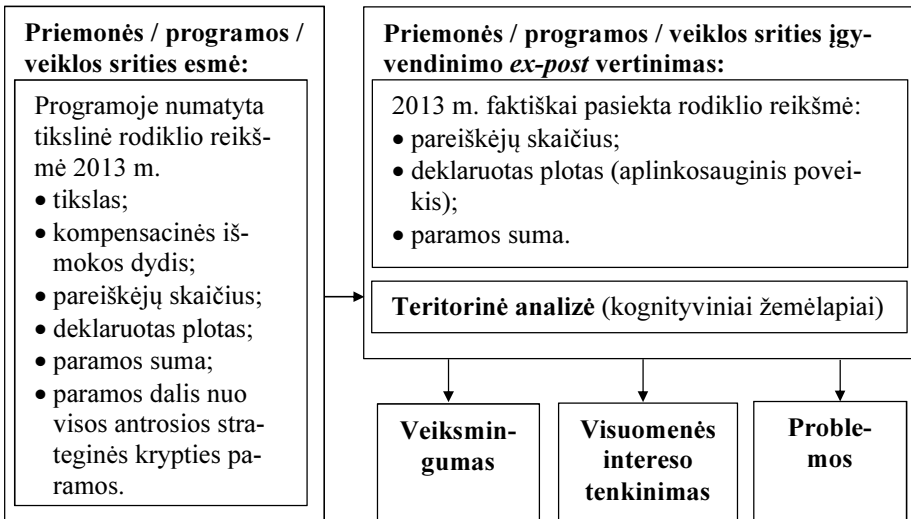 Priemonės / programos /
veiklos srities esmė:
Programoje numatyta
tikslinė rodiklio reikš-
mė 2013 m.
• tikslas;
• kompensacinės iš-
mokos dydis;
• pareiškėjų skaičius;
• deklaruotas plotas;
• paramos suma;
• paramos dalis nuo
visos antrosios stra-
teginės krypties pa-
ramos.
Priemonės / programos / veiklos srities įgy-
vendinimo ex-post vertinimas:
2013 m. faktiškai pasiekta rodiklio reikšmė:
• pareiškėjų skaičius;
• deklaruotas plotas (aplinkosauginis povei-
kis);
• paramos suma.
Teritorinė analizė (kognityviniai žemėlapiai)
Veiksmin-
gumas
Visuomenės
intereso
tenkinimas
Proble-
mos